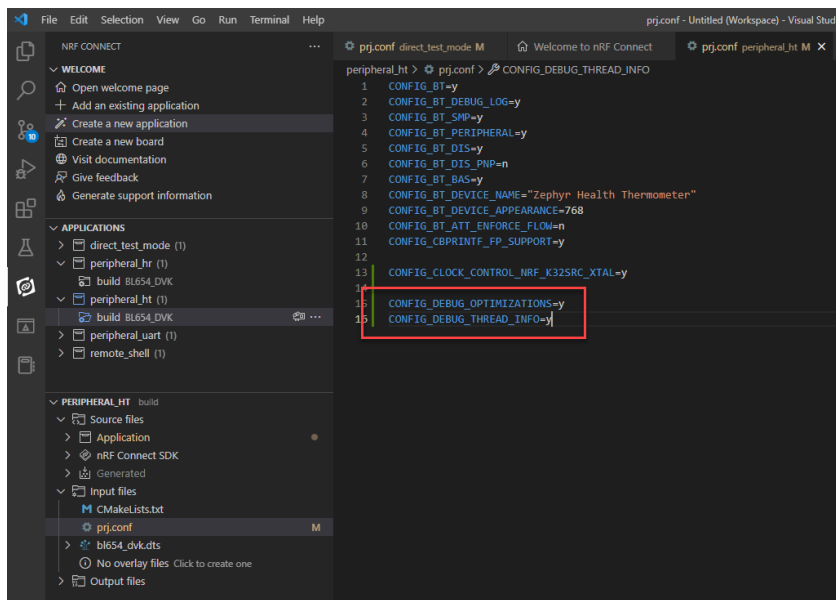 File Edit Selection View Go Run Terminal Help
prj.conf - Untitled (Workspace) - Visual Stud
NRF CONNECT ...
WELCOME
Open welcome page
Add an existing application
Create a new application
Create a new board
Visit documentation
Give feedback
Generate support information
10
APPLICATIONS
direct_test_mode (1)
peripheral_hr (1)
build BL654_DVK
peripheral_ht (1)
build BL654_DVK ...
peripheral_uart (1)
remote_shell (1)
PERIPHERAL_HT build
Source files
Application
nRF Connect SDK
Generated
Input files
M CMakeLists.txt
prj.conf M
bl654_dvk.dts
No overlay files Click to create one
Output files
prj.conf direct_test_mode M
Welcome to nRF Connect
prj.conf peripheral_ht M X
peripheral_ht > prj.conf > CONFIG_DEBUG_THREAD_INFO
1 CONFIG_BT=y
2 CONFIG_BT_DEBUG_LOG=y
3 CONFIG_BT_SMP=y
4 CONFIG_BT_PERIPHERAL=y
5 CONFIG_BT_DIS=y
6 CONFIG_BT_DIS_PNP=n
7 CONFIG_BT_BAS=y
8 CONFIG_BT_DEVICE_NAME="Zephyr Health Thermometer"
9 CONFIG_BT_DEVICE_APPEARANCE=768
10 CONFIG_BT_ATT_ENFORCE_FLOW=n
11 CONFIG_CBPRINTF_FP_SUPPORT=y
12
13 CONFIG_CLOCK_CONTROL_NRF_K32SRC_XTAL=y
14
15 CONFIG_DEBUG_OPTIMIZATIONS=y
16 CONFIG_DEBUG_THREAD_INFO=y